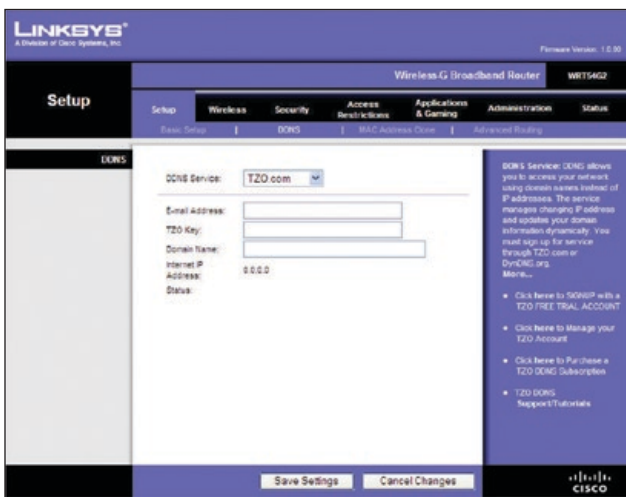 LINKSYS®
A Division of Cisco Systems, Inc.
Firmware Version: 1.0.00
Wireless-G Broadband Router
WRT54G2
Setup
Setup
Wireless
Security
Access
Restrictions
Applications
& Gaming
Administration
Status
Basic Setup | DDNS | MAC Address Clone | Advanced Routing
DDNS
DDNS Service:
TZO.com
E-mail Address:
TZO Key:
Domain Name:
Internet IP
Address:
0.0.0.0
Status:
DDNS Service: DDNS allows
you to access your network
using domain names instead of
IP addresses. The service
manages changing IP address
and updates your domain
information dynamically. You
must sign up for service
through TZO.com or
DynDNS.org.
More...
Click here to SIGNUP with a
TZO FREE TRIAL ACCOUNT
Click here to Manage your
TZO Account
Click here to Purchase a
TZO DDNS Subscription
TZO DDNS
Support/Tutorials
Save Settings
Cancel Changes
CISCO